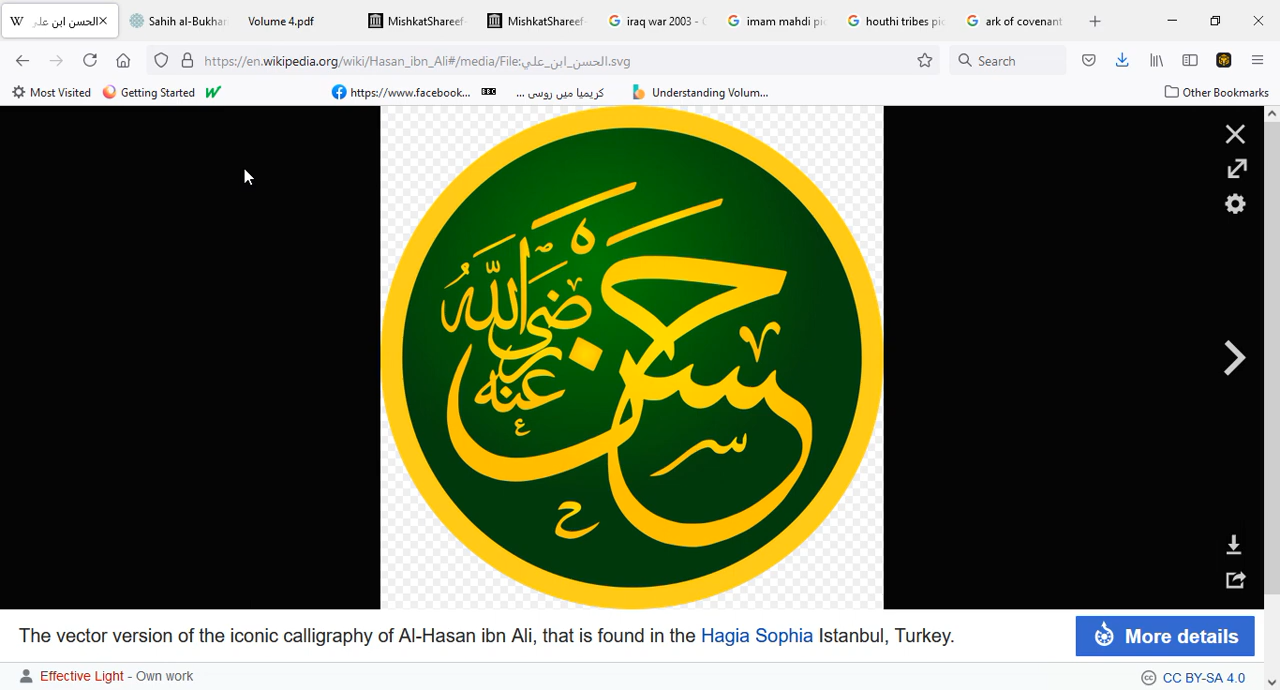 الحسن ابن علي
Sahih al-Bukhar
Volume 4.pdf
MishkatShareef-
MishkatShareef-
iraq war 2003 - G
imam mahdi pic
houthi tribes pic
ark of covenant
https://en.wikipedia.org/wiki/Hasan_ibn_Ali#/media/File:الحسن_ابن_علي.svg
Search
Most Visited
Getting Started
https://www.facebook...
BBC
کریمیا میں روسی ...
Understanding Volum...
Other Bookmarks
حسن رضي الله عنه
The vector version of the iconic calligraphy of Al-Hasan ibn Ali, that is found in the Hagia Sophia Istanbul, Turkey.
More details
Effective Light - Own work
CC BY-SA 4.0